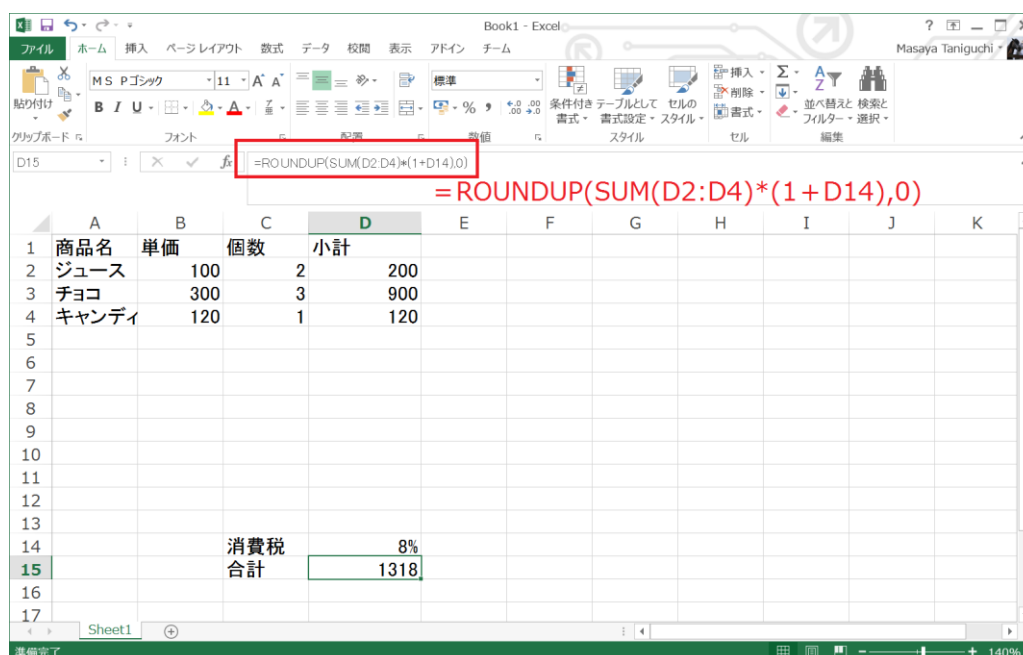 Book1 - Excel
ファイル ホーム 挿入 ページ レイアウト 数式 データ 校閲 表示 アドイン チーム Masaya Taniguchi
ＭＳ Ｐゴシック 11 A A 標準 挿入 Σ
貼り付け 条件付き テーブルとして セルの 削除 並べ替えと 検索と
B I U A % , .0 .00 書式 書式設定 スタイル 書式 フィルター 選択
クリップボード フォント 配置 数値 スタイル セル 編集
D15 fx =ROUNDUP(SUM(D2:D4)*(1+D14),0)
=ROUNDUP(SUM(D2:D4)*(1+D14),0)
A B C D E F G H I J K
1 商品名 単価 個数 小計
2 ジュース 100 2 200
3 チョコ 300 3 900
4 キャンディ 120 1 120
5
6
7
8
9
10
11
12
13
14 消費税 8%
15 合計 1318
16
17
Sheet1
準備完了 140%